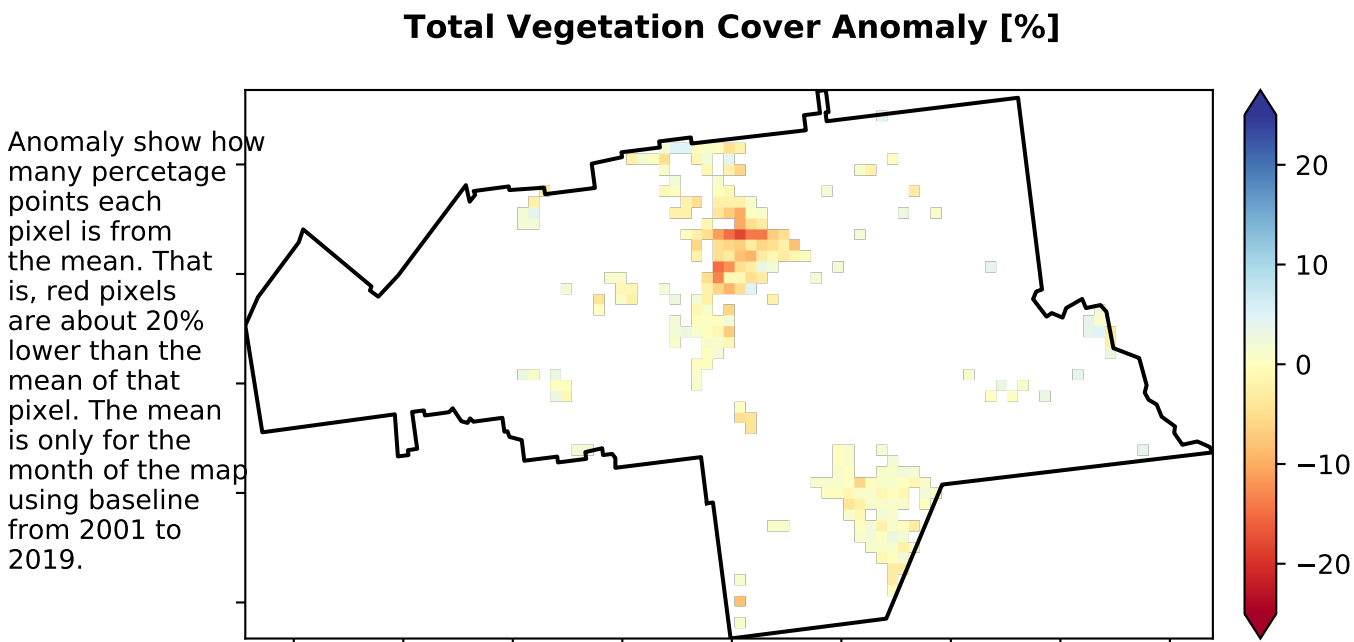 Total Vegetation Cover Anomaly [%]
Anomaly show how
many percetage
points each
pixel is from
the mean. That
is, red pixels
are about 20%
lower than the
mean of that
pixel. The mean
is only for the
month of the map
using baseline
from 2001 to
2019.
20
10
0
−10
−20